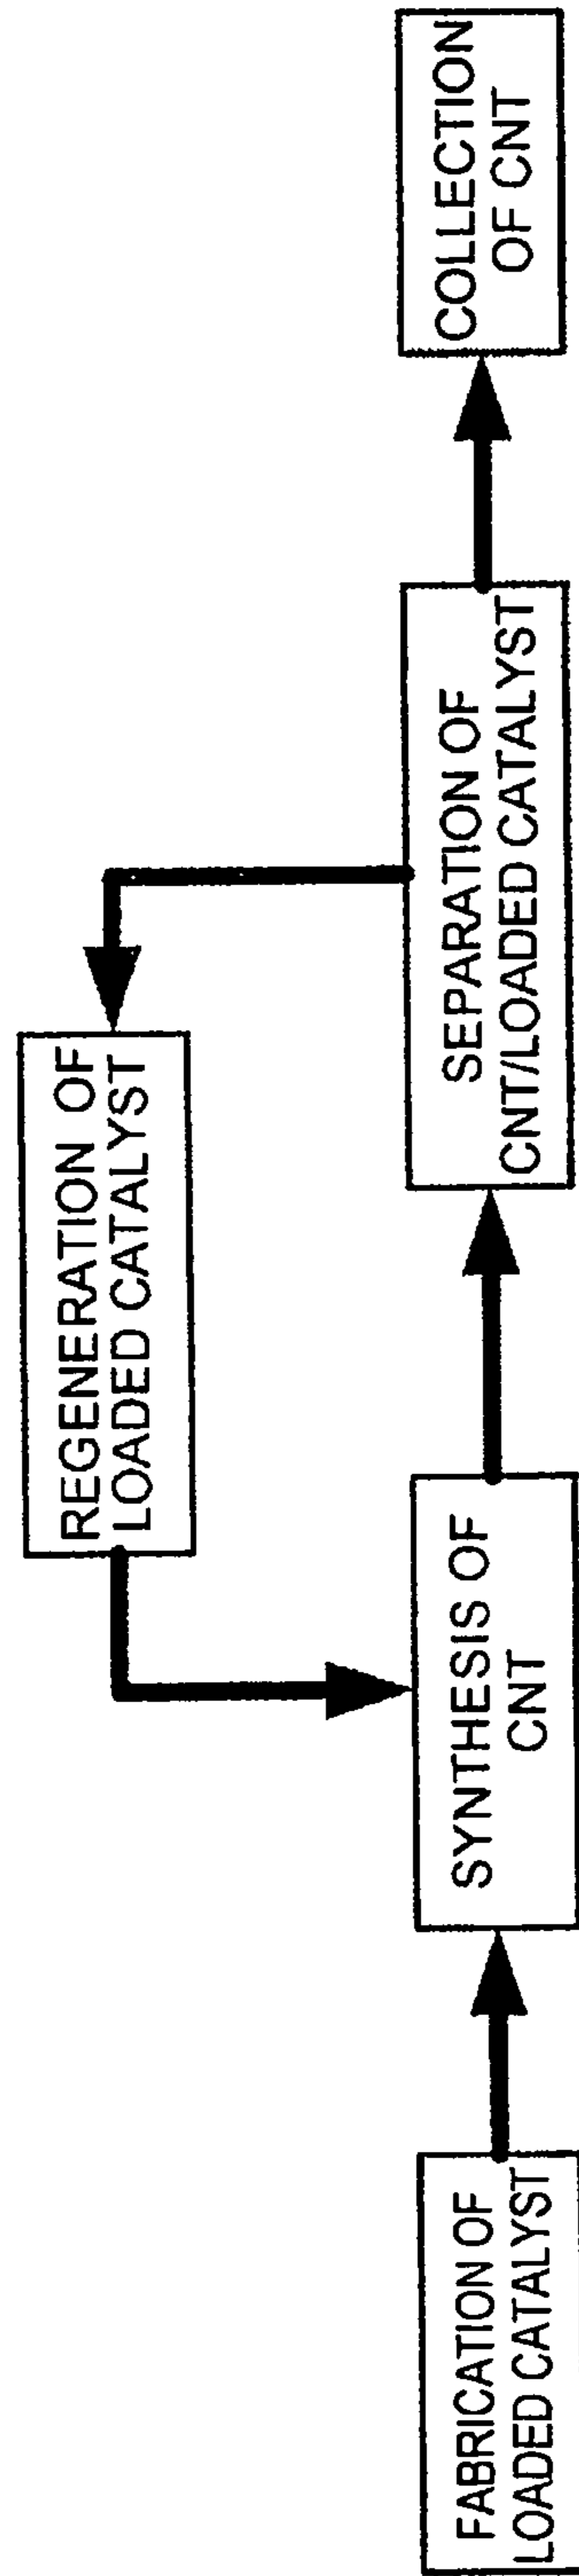 FABRICATION OF
LOADED CATALYST
SYNTHESIS OF
CNT
REGENERATION OF
LOADED CATALYST
SEPARATION OF
CNT/LOADED CATALYST
COLLECTION
OF CNT